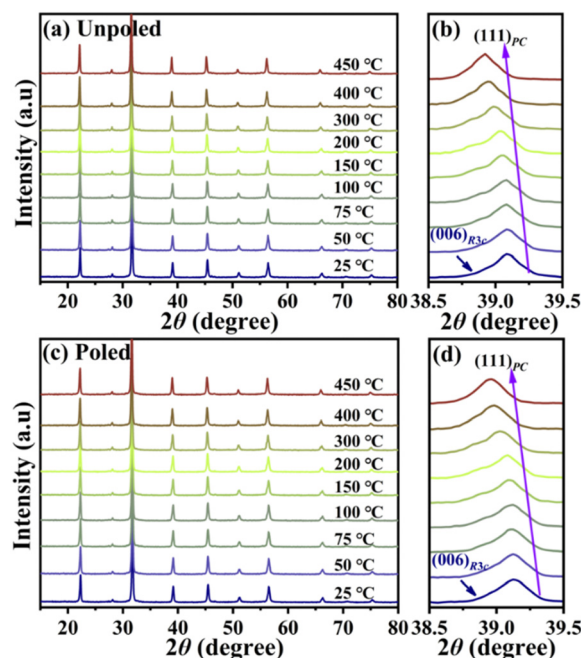 (a) Unpoled
450 °C
400 °C
300 °C
200 °C
150 °C
100 °C
75 °C
50 °C
25 °C
Intensity (a.u)
20 30 40 50 60 70 80
2θ (degree)
(b)
(111)PC
(006)R3c
38.5 39.0 39.5
2θ (degree)
(c) Poled
450 °C
400 °C
300 °C
200 °C
150 °C
100 °C
75 °C
50 °C
25 °C
Intensity (a.u)
20 30 40 50 60 70 80
2θ (degree)
(d)
(111)PC
(006)R3c
38.5 39.0 39.5
2θ (degree)